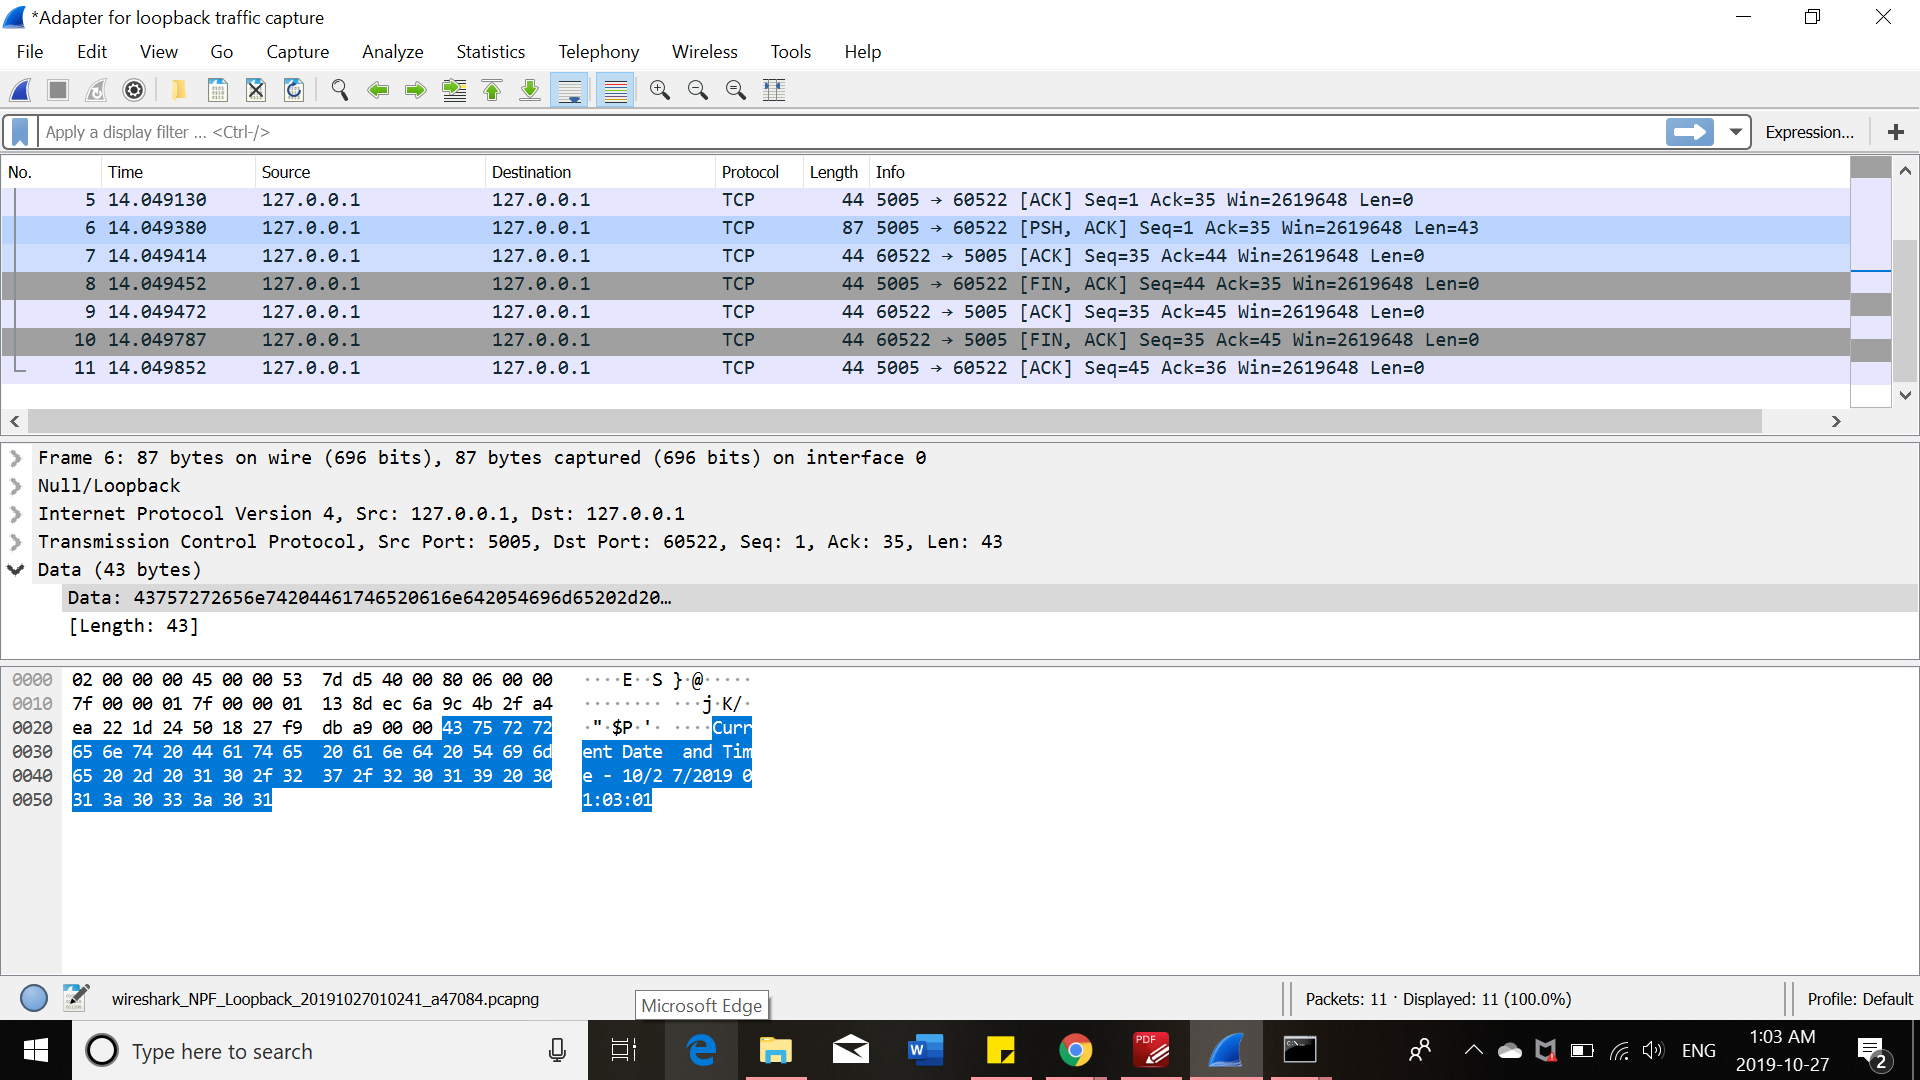 *Adapter for loopback traffic capture
File Edit View Go Capture Analyze Statistics Telephony Wireless Tools Help
Apply a display filter ... <Ctrl-/> Expression... +
No. Time Source Destination Protocol Length Info
5 14.049130 127.0.0.1 127.0.0.1 TCP 44 5005 → 60522 [ACK] Seq=1 Ack=35 Win=2619648 Len=0
6 14.049380 127.0.0.1 127.0.0.1 TCP 87 5005 → 60522 [PSH, ACK] Seq=1 Ack=35 Win=2619648 Len=43
7 14.049414 127.0.0.1 127.0.0.1 TCP 44 60522 → 5005 [ACK] Seq=35 Ack=44 Win=2619648 Len=0
8 14.049452 127.0.0.1 127.0.0.1 TCP 44 5005 → 60522 [FIN, ACK] Seq=44 Ack=35 Win=2619648 Len=0
9 14.049472 127.0.0.1 127.0.0.1 TCP 44 60522 → 5005 [ACK] Seq=35 Ack=45 Win=2619648 Len=0
10 14.049787 127.0.0.1 127.0.0.1 TCP 44 60522 → 5005 [FIN, ACK] Seq=35 Ack=45 Win=2619648 Len=0
11 14.049852 127.0.0.1 127.0.0.1 TCP 44 5005 → 60522 [ACK] Seq=45 Ack=36 Win=2619648 Len=0
Frame 6: 87 bytes on wire (696 bits), 87 bytes captured (696 bits) on interface 0
Null/Loopback
Internet Protocol Version 4, Src: 127.0.0.1, Dst: 127.0.0.1
Transmission Control Protocol, Src Port: 5005, Dst Port: 60522, Seq: 1, Ack: 35, Len: 43
Data (43 bytes)
Data: 43757272656e74204461746520616e642054696d65202d20…
[Length: 43]
0000 02 00 00 00 45 00 00 53 7d d5 40 00 80 06 00 00 ····E··S }·@·····
0010 7f 00 00 01 7f 00 00 01 13 8d ec 6a 9c 4b 2f a4 ········ ···j·K/·
0020 ea 22 1d 24 50 18 27 f9 db a9 00 00 43 75 72 72 ·"·$P·'· ····Curr
0030 65 6e 74 20 44 61 74 65 20 61 6e 64 20 54 69 6d ent Date and Tim
0040 65 20 2d 20 31 30 2f 32 37 2f 32 30 31 39 20 30 e - 10/2 7/2019 0
0050 31 3a 30 33 3a 30 31 1:03:01
wireshark_NPF_Loopback_20191027010241_a47084.pcapng Packets: 11 · Displayed: 11 (100.0%) Profile: Default
Microsoft Edge
Type here to search PDF ENG 1:03 AM
2019-10-27 2